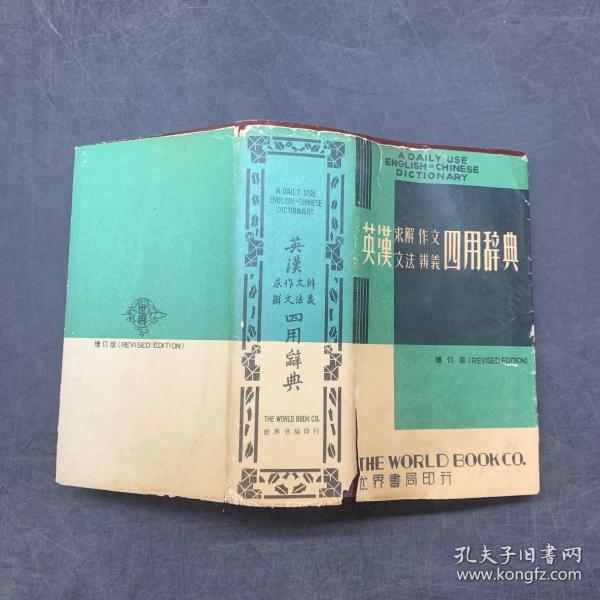 世界
增订版(REVISED EDITION)
A DAILY USE
ENGLISH-CHINESE
DICTIONARY
英漢
求作文辨
解文法義
四用辭典
THE WORLD BOOK CO.
世界书局印行
A DAILY USE
ENGLISH=CHINESE
DICTIONARY
英漢 求解 作文 四用辞典
文法 辨義
增订版(REVISED EDITION)
THE WORLD BOOK CO.
世界書局印行
孔夫子旧书网
www.kongfz.com